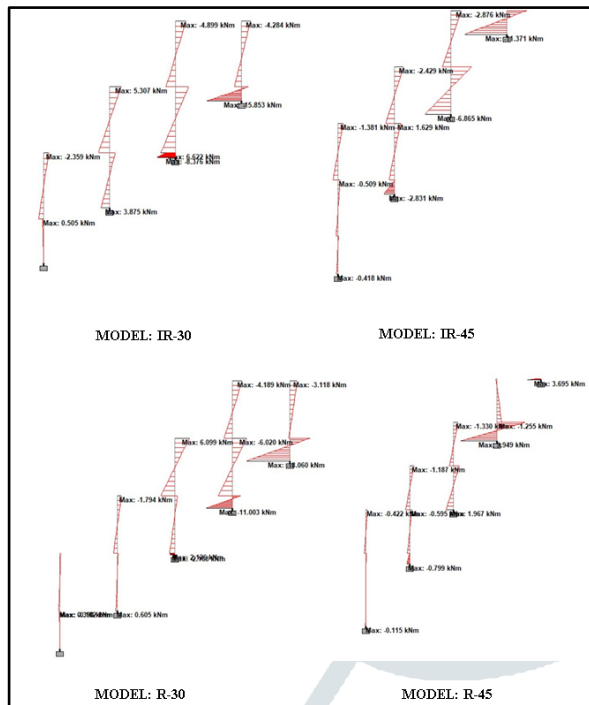 Max: -4.899 kNm
Max: -4.284 kNm
Max: 5.307 kNm
15.853 kNm
Max: -2.359 kNm
Max: 6.622 kNm
Max: -8.376 kNm
Max: 0.505 kNm
Max: 3.875 kNm
MODEL: IR-30
Max: -2.876 kNm
1.371 kNm
Max: -2.429 kNm
Max: -6.865 kNm
Max: -1.381 kNm
Max: 1.629 kNm
Max: -0.509 kNm
Max: -2.831 kNm
Max: -0.418 kNm
MODEL: IR-45
Max: -4.189 kNm
Max: -3.118 kNm
Max: 6.099 kNm
Max: -6.020 kNm
.060 kNm
Max: -1.794 kNm
Max: -11.003 kNm
Max:
Max: 0.605 kNm
MODEL: R-30
Max: 3.695 kNm
Max: -1.330 kNm
Max: -1.255 kNm
.949 kNm
Max: -1.187 kNm
Max: -0.422 kNm
Max: -0.595 kNm
Max: 1.967 kNm
Max: -0.799 kNm
Max: -0.115 kNm
MODEL: R-45